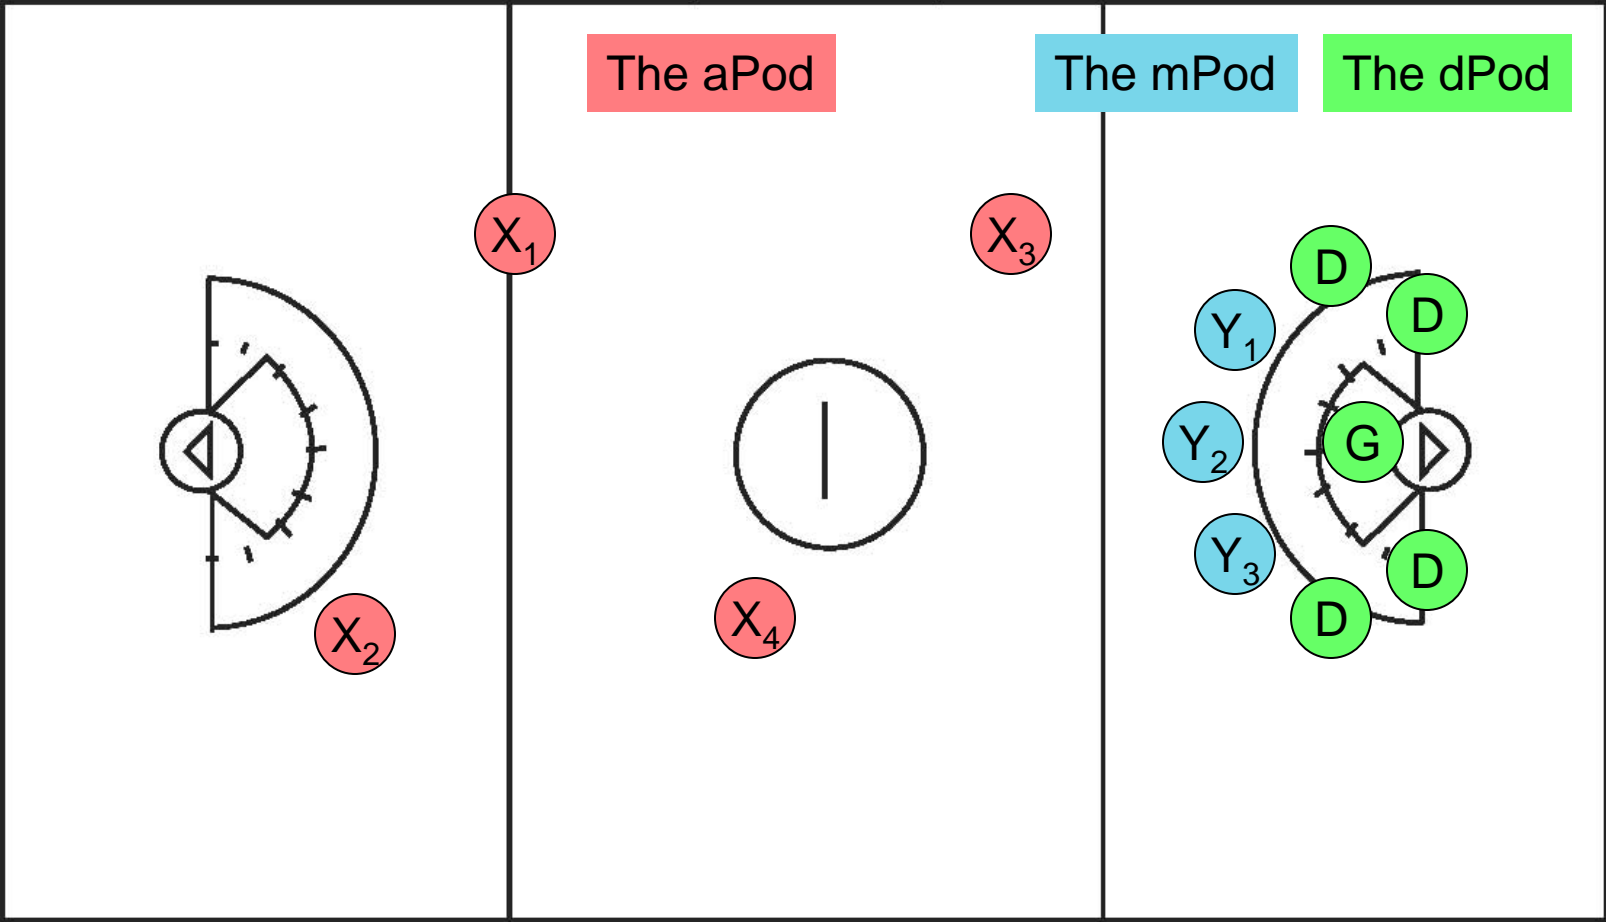 The aPod
The mPod
The dPod
X1
X3
D
D
Y1
Y2
G
Y3
D
D
X4
X2